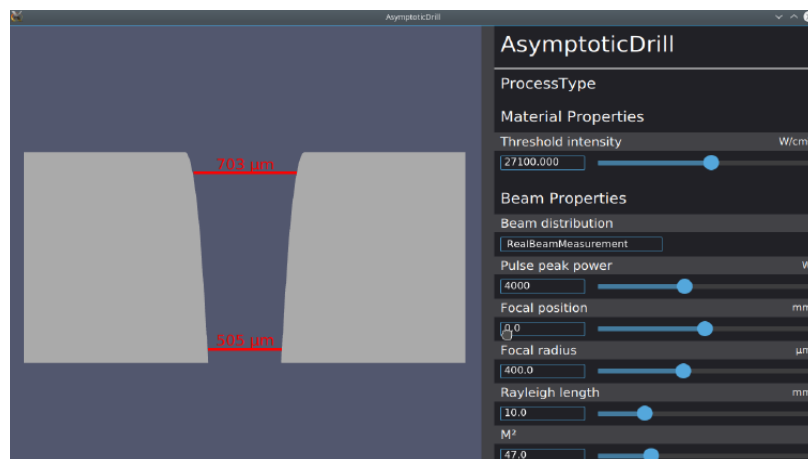 AsymptoticDrill
AsymptoticDrill
ProcessType
Material Properties
Threshold intensity W/cm
27100.000
Beam Properties
Beam distribution
RealBeamMeasurement
Pulse peak power W
4000
Focal position mm
0.0
Focal radius µm
400.0
Rayleigh length mm
10.0
M²
47.0
703 µm
505 µm